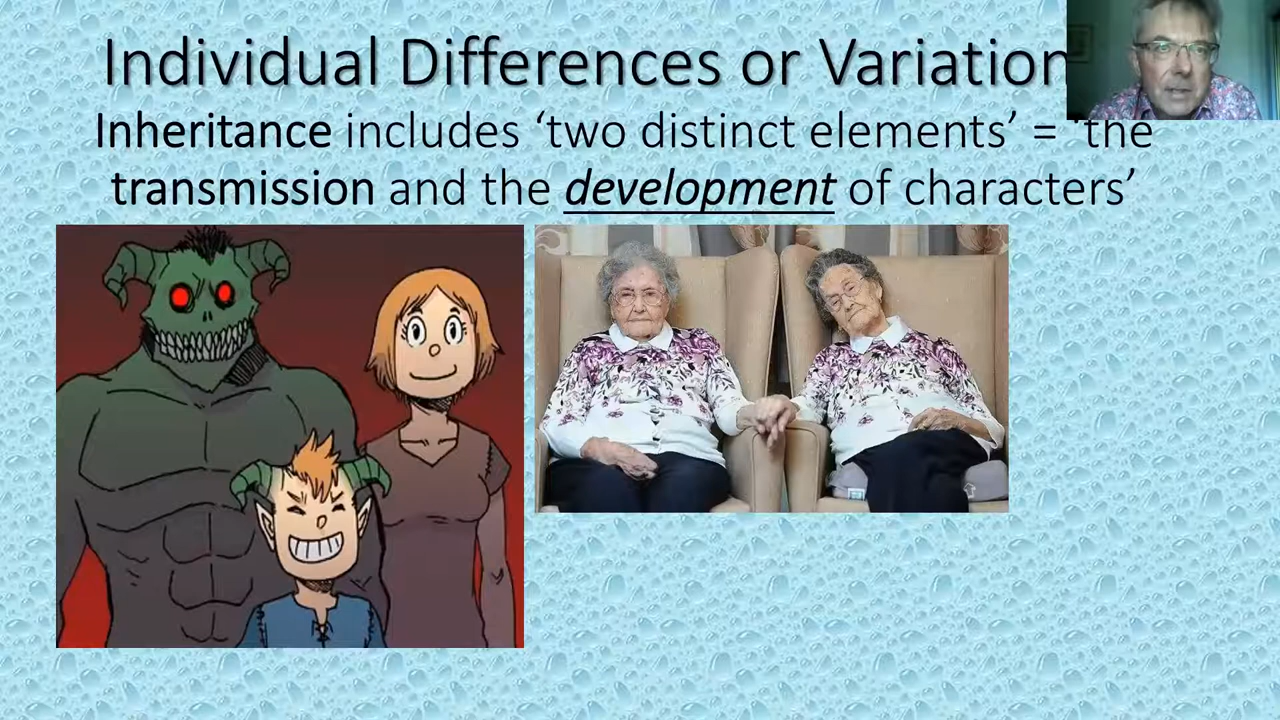 Individual Differences or Variation
Inheritance includes ‘two distinct elements’ = ‘the
transmission and the development of characters’